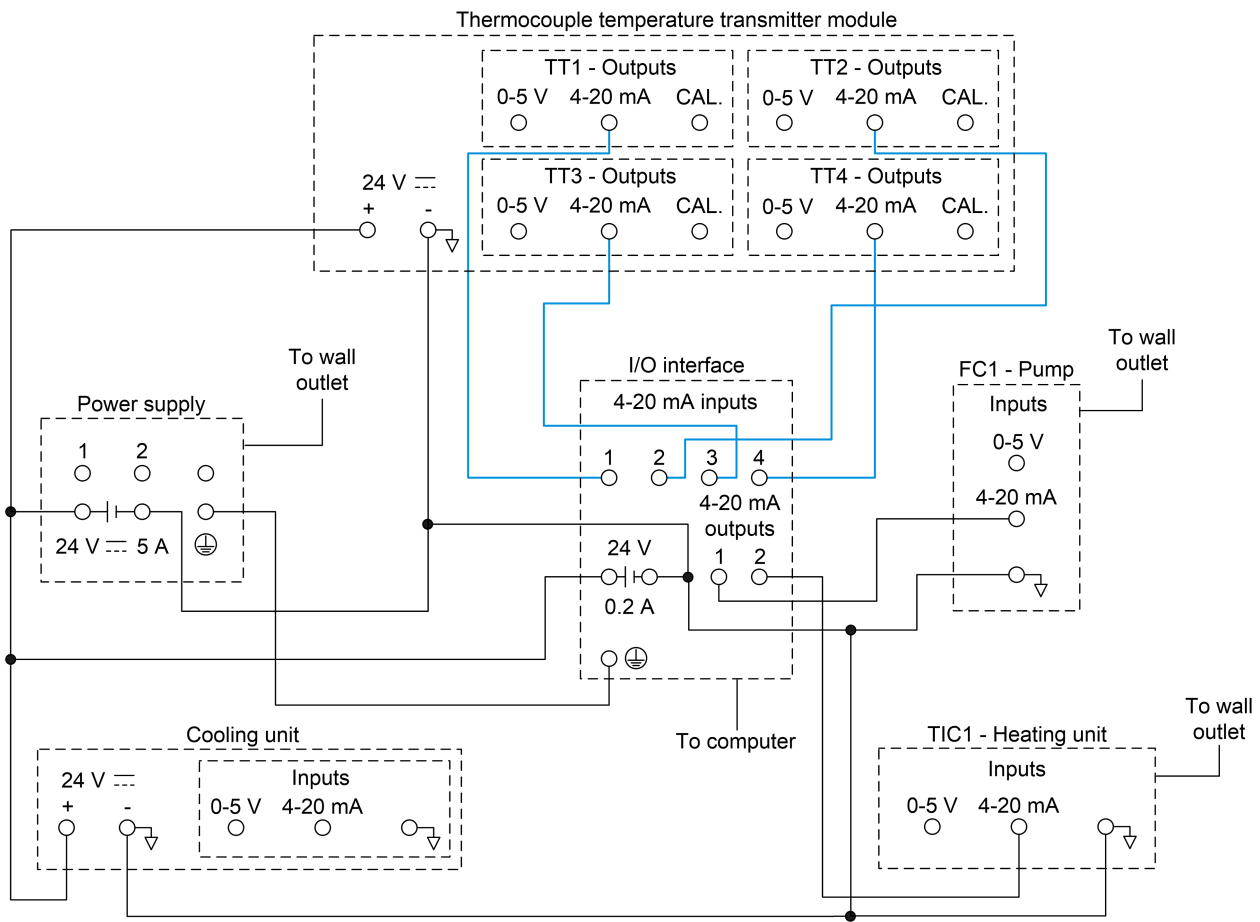 Thermocouple temperature transmitter module
TT1 - Outputs
0-5 V 4-20 mA CAL.
TT2 - Outputs
0-5 V 4-20 mA CAL.
24 V
+ -
TT3 - Outputs
0-5 V 4-20 mA CAL.
TT4 - Outputs
0-5 V 4-20 mA CAL.
To wall
outlet
Power supply
1 2
24 V 5 A
I/O interface
4-20 mA inputs
1 2 3 4
4-20 mA
outputs
24 V
1 2
0.2 A
To computer
To wall
outlet
FC1 - Pump
Inputs
0-5 V
4-20 mA
Cooling unit
24 V
+ -
Inputs
0-5 V 4-20 mA
To wall
outlet
TIC1 - Heating unit
Inputs
0-5 V 4-20 mA